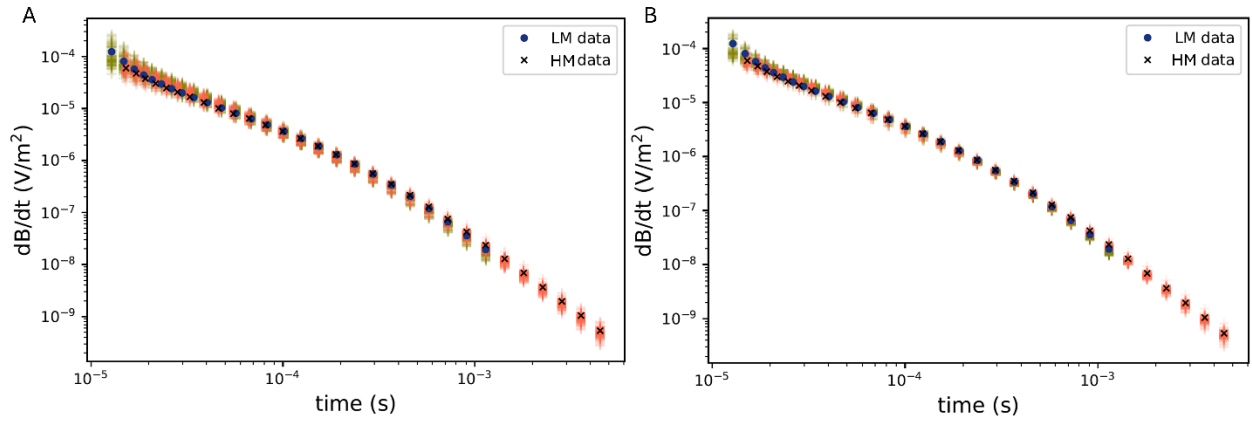 A
LM data
HM data
10⁻⁴
10⁻⁵
10⁻⁶
10⁻⁷
10⁻⁸
10⁻⁹
dB/dt (V/m²)
10⁻⁵
10⁻⁴
10⁻³
time (s)
B
LM data
HM data
10⁻⁴
10⁻⁵
10⁻⁶
10⁻⁷
10⁻⁸
10⁻⁹
dB/dt (V/m²)
10⁻⁵
10⁻⁴
10⁻³
time (s)